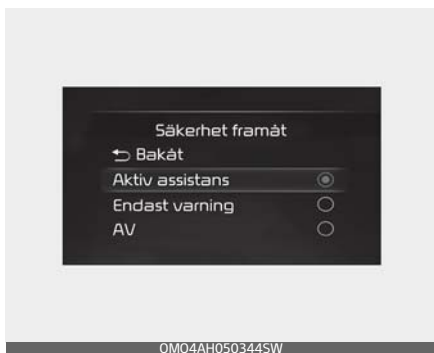 Säkerhet framåt
Bakåt
Aktiv assistans
Endast varning
AV
OMO4AH050344SW